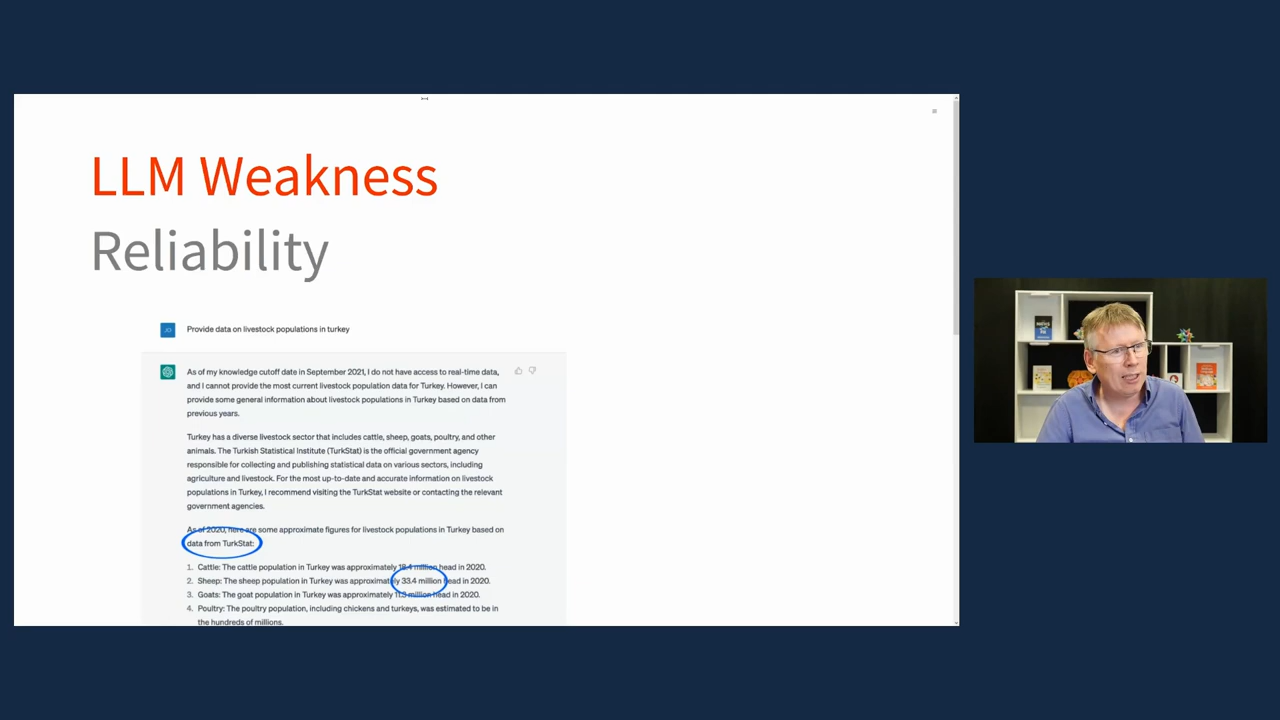 LLM Weakness
Reliability
Provide data on livestock populations in turkey
As of my knowledge cutoff date in September 2021, I do not have access to real-time data,
and I cannot provide the most current livestock population data for Turkey. However, I can
provide some general information about livestock populations in Turkey based on data from
previous years.
Turkey has a diverse livestock sector that includes cattle, sheep, goats, poultry, and other
animals. The Turkish Statistical Institute (TurkStat) is the official government agency
responsible for collecting and publishing statistical data on various sectors, including
agriculture and livestock. For the most up-to-date and accurate information on livestock
populations in Turkey, I recommend visiting the TurkStat website or contacting the relevant
government agencies.
As of 2020, here are some approximate figures for livestock populations in Turkey based on
data from TurkStat:
1. Cattle: The cattle population in Turkey was approximately 18.4 million head in 2020.
2. Sheep: The sheep population in Turkey was approximately 33.4 million head in 2020.
3. Goats: The goat population in Turkey was approximately 11.3 million head in 2020.
4. Poultry: The poultry population, including chickens and turkeys, was estimated to be in
the hundreds of millions.